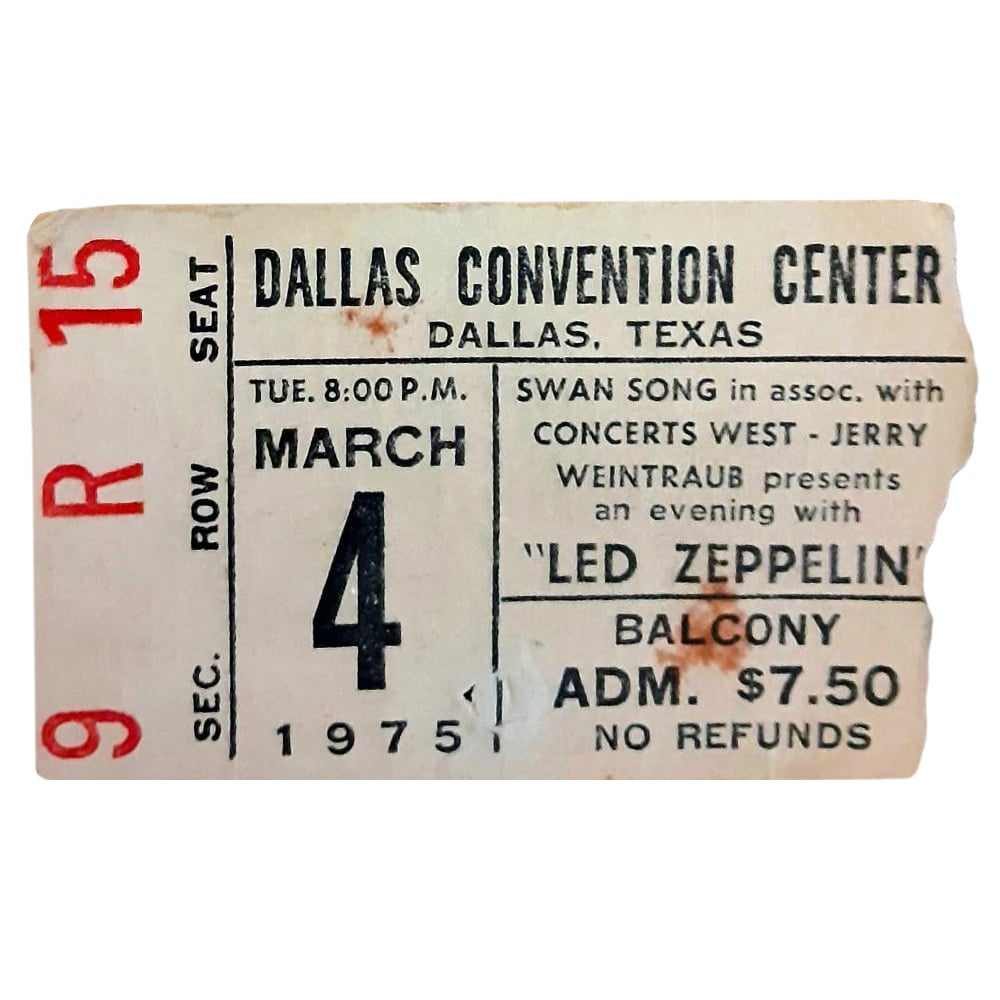 15
R
9
SEAT
ROW
SEC.
DALLAS CONVENTION CENTER
DALLAS, TEXAS
TUE. 8:00 P.M.
MARCH
4
1975
SWAN SONG in assoc. with
CONCERTS WEST - JERRY
WEINTRAUB presents
an evening with
"LED ZEPPELIN"
BALCONY
ADM. $7.50
NO REFUNDS